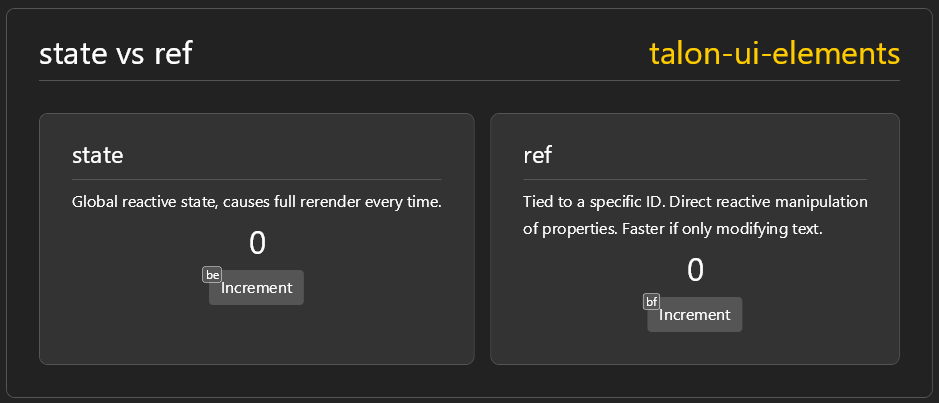 state vs ref
talon-ui-elements
state
Global reactive state, causes full rerender every time.
0
be
Increment
ref
Tied to a specific ID. Direct reactive manipulation
of properties. Faster if only modifying text.
0
bf
Increment